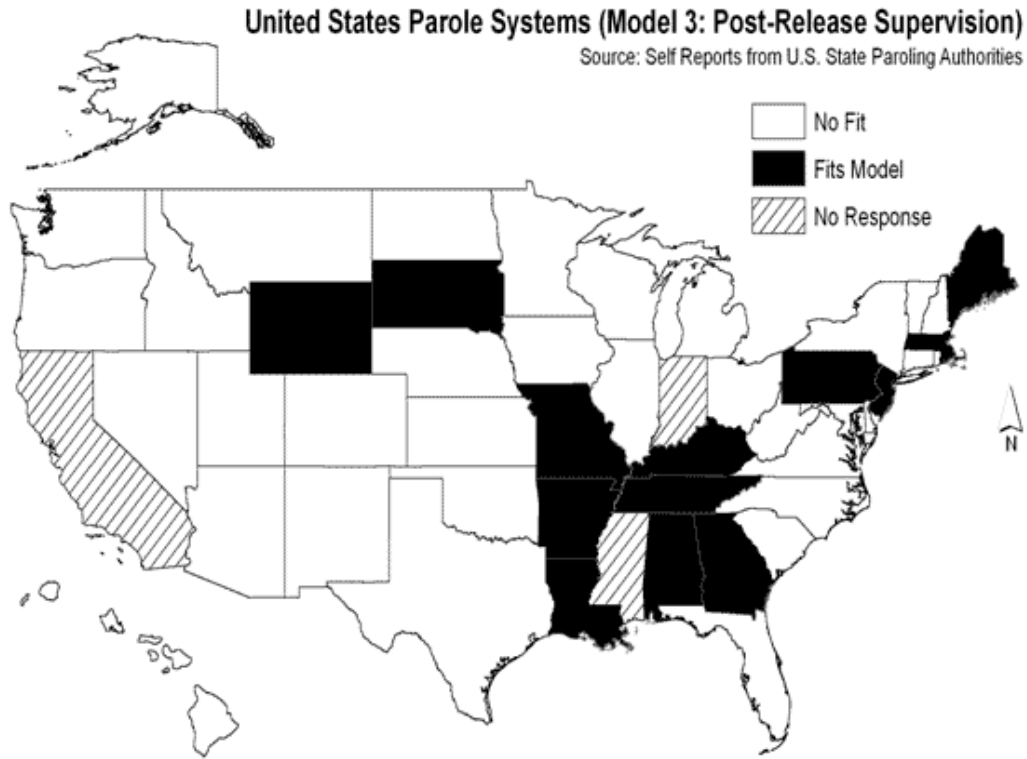 United States Parole Systems (Model 3: Post-Release Supervision)
Source: Self Reports from U.S. State Paroling Authorities
No Fit
Fits Model
No Response
N